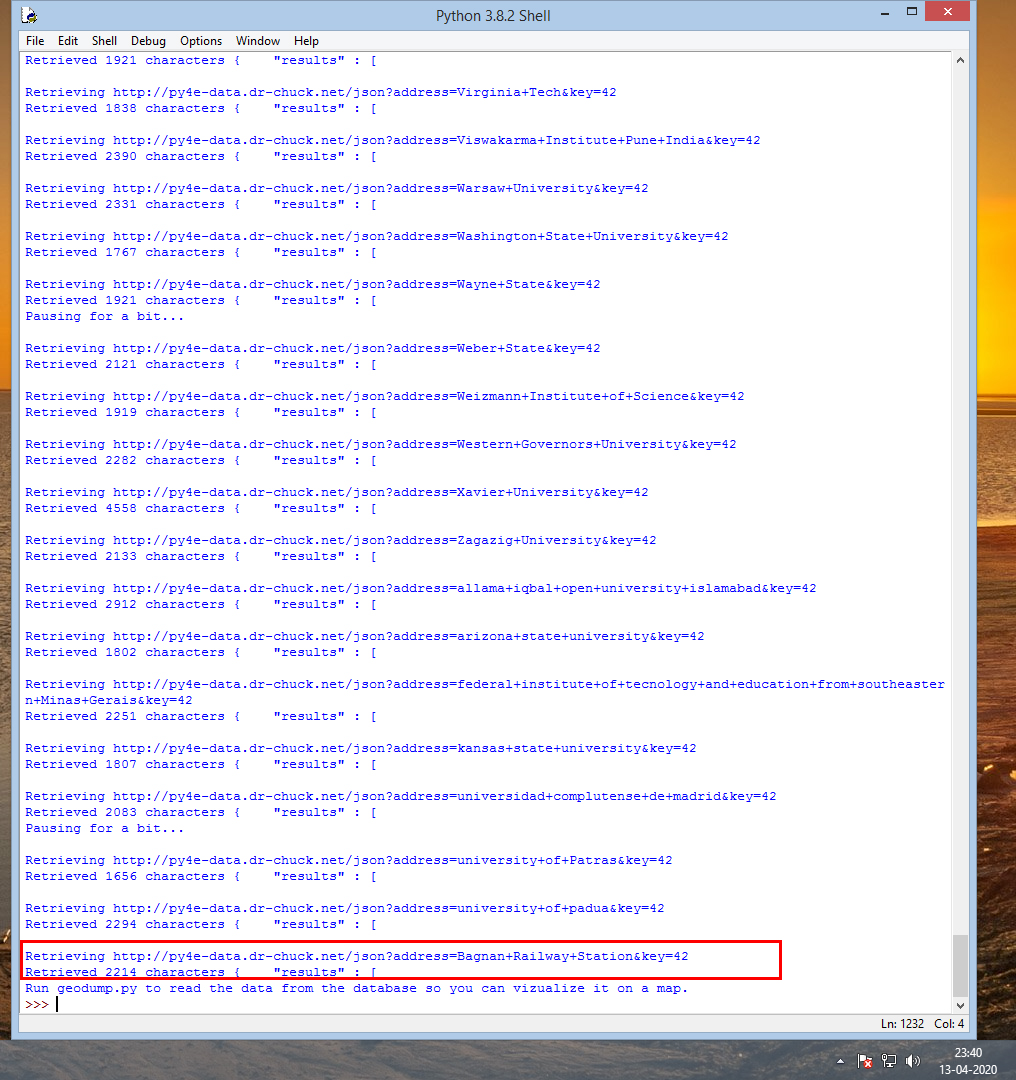 Python 3.8.2 Shell
File Edit Shell Debug Options Window Help
Retrieved 1921 characters {    "results" : [
Retrieving http://py4e-data.dr-chuck.net/json?address=Virginia+Tech&key=42
Retrieved 1838 characters {    "results" : [
Retrieving http://py4e-data.dr-chuck.net/json?address=Viswakarma+Institute+Pune+India&key=42
Retrieved 2390 characters {    "results" : [
Retrieving http://py4e-data.dr-chuck.net/json?address=Warsaw+University&key=42
Retrieved 2331 characters {    "results" : [
Retrieving http://py4e-data.dr-chuck.net/json?address=Washington+State+University&key=42
Retrieved 1767 characters {    "results" : [
Retrieving http://py4e-data.dr-chuck.net/json?address=Wayne+State&key=42
Retrieved 1921 characters {    "results" : [
Pausing for a bit...
Retrieving http://py4e-data.dr-chuck.net/json?address=Weber+State&key=42
Retrieved 2121 characters {    "results" : [
Retrieving http://py4e-data.dr-chuck.net/json?address=Weizmann+Institute+of+Science&key=42
Retrieved 1919 characters {    "results" : [
Retrieving http://py4e-data.dr-chuck.net/json?address=Western+Governors+University&key=42
Retrieved 2282 characters {    "results" : [
Retrieving http://py4e-data.dr-chuck.net/json?address=Xavier+University&key=42
Retrieved 4558 characters {    "results" : [
Retrieving http://py4e-data.dr-chuck.net/json?address=Zagazig+University&key=42
Retrieved 2133 characters {    "results" : [
Retrieving http://py4e-data.dr-chuck.net/json?address=allama+iqbal+open+university+islamabad&key=42
Retrieved 2912 characters {    "results" : [
Retrieving http://py4e-data.dr-chuck.net/json?address=arizona+state+university&key=42
Retrieved 1802 characters {    "results" : [
Retrieving http://py4e-data.dr-chuck.net/json?address=federal+institute+of+tecnology+and+education+from+southeaster
n+Minas+Gerais&key=42
Retrieved 2251 characters {    "results" : [
Retrieving http://py4e-data.dr-chuck.net/json?address=kansas+state+university&key=42
Retrieved 1807 characters {    "results" : [
Retrieving http://py4e-data.dr-chuck.net/json?address=universidad+complutense+de+madrid&key=42
Retrieved 2083 characters {    "results" : [
Pausing for a bit...
Retrieving http://py4e-data.dr-chuck.net/json?address=university+of+Patras&key=42
Retrieved 1656 characters {    "results" : [
Retrieving http://py4e-data.dr-chuck.net/json?address=university+of+padua&key=42
Retrieved 2294 characters {    "results" : [
Retrieving http://py4e-data.dr-chuck.net/json?address=Bagnan+Railway+Station&key=42
Retrieved 2214 characters {    "results" : [
Run geodump.py to read the data from the database so you can vizualize it on a map.
>>>
Ln: 1232 Col: 4
23:40
13-04-2020